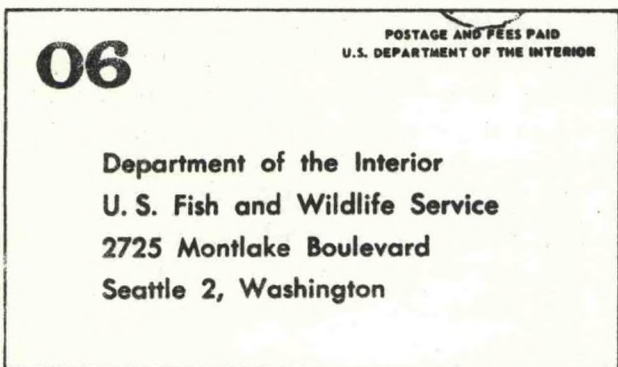 06
POSTAGE AND FEES PAID
U.S. DEPARTMENT OF THE INTERIOR
Department of the Interior
U. S. Fish and Wildlife Service
2725 Montlake Boulevard
Seattle 2, Washington